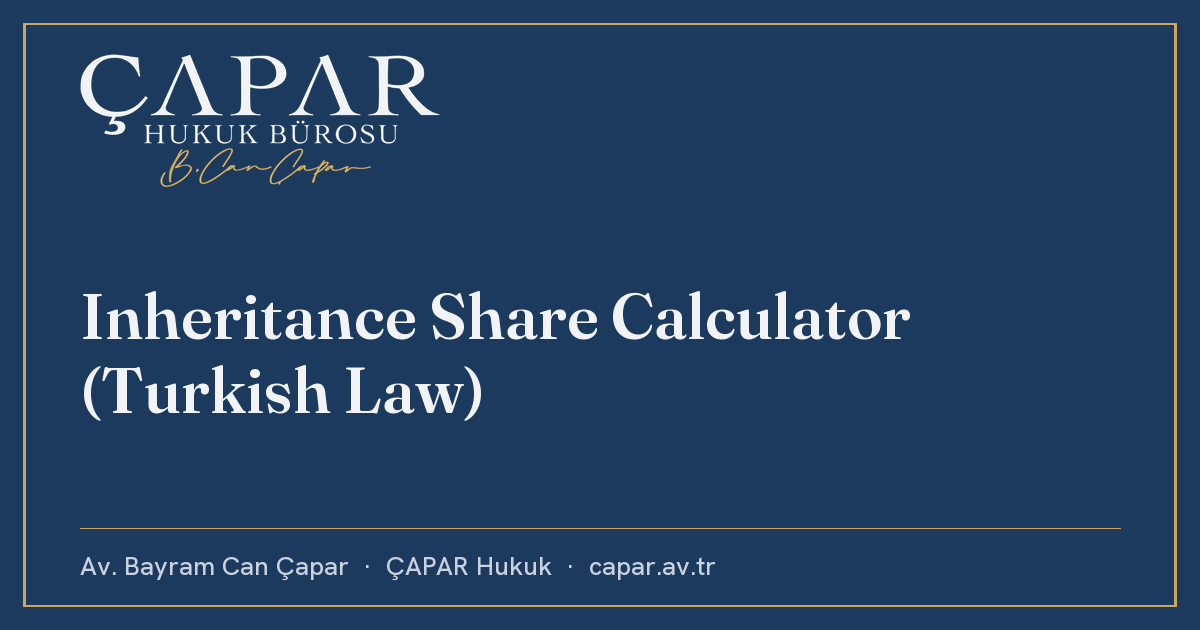 ÇAPAR
HUKUK BÜROSU
B.Can Çapar
Inheritance Share Calculator
(Turkish Law)
Av. Bayram Can Çapar · ÇAPAR Hukuk · capar.av.tr